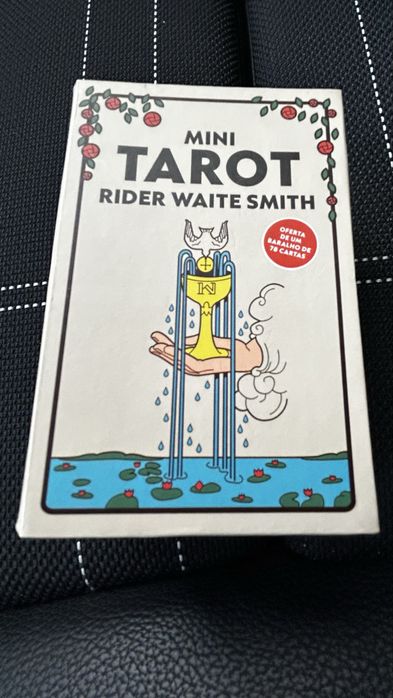 MINI
TAROT
RIDER WAITE SMITH
OFERTA
DE UM
BARALHO DE
78 CARTAS